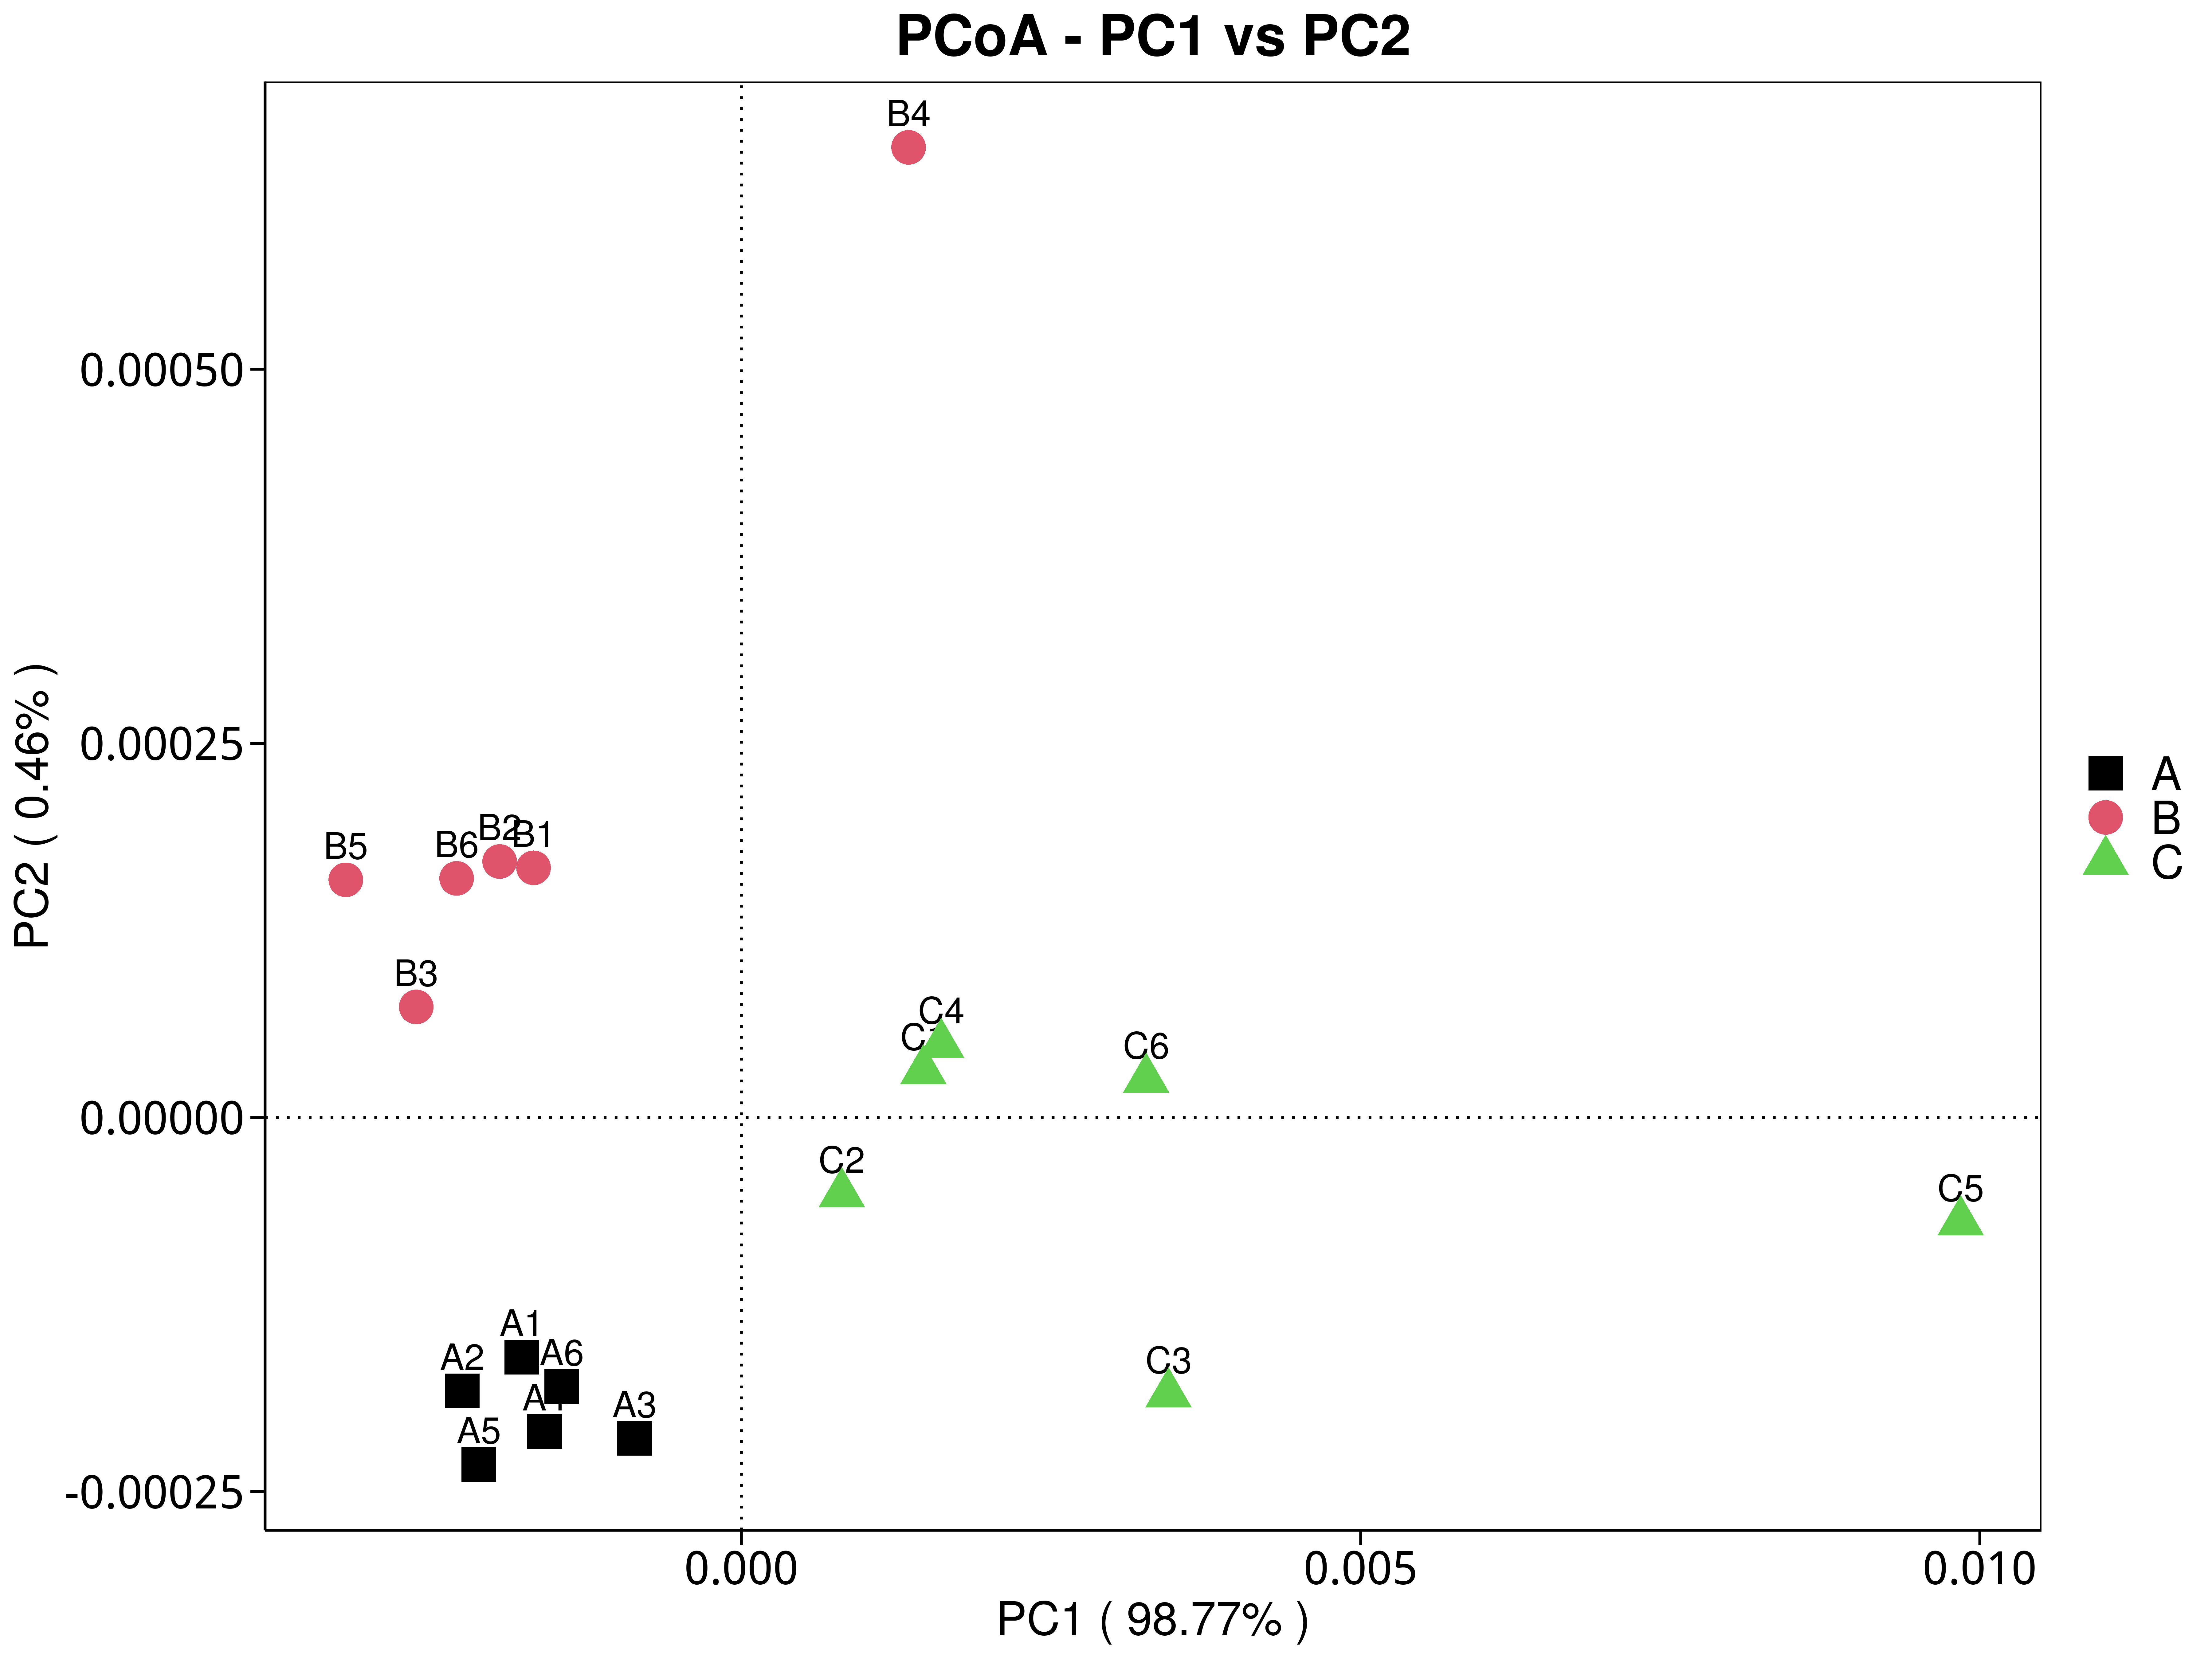 PCoA - PC1 vs PC2
B4
0.00050
PC2 ( 0.46% )
0.00025
B5
B6
B2
B1
B3
A
B
C
C4
C6
0.00000
C2
C5
A1
A2
A6
C3
A3
A5
-0.00025
0.000
0.005
0.010
PC1 ( 98.77% )